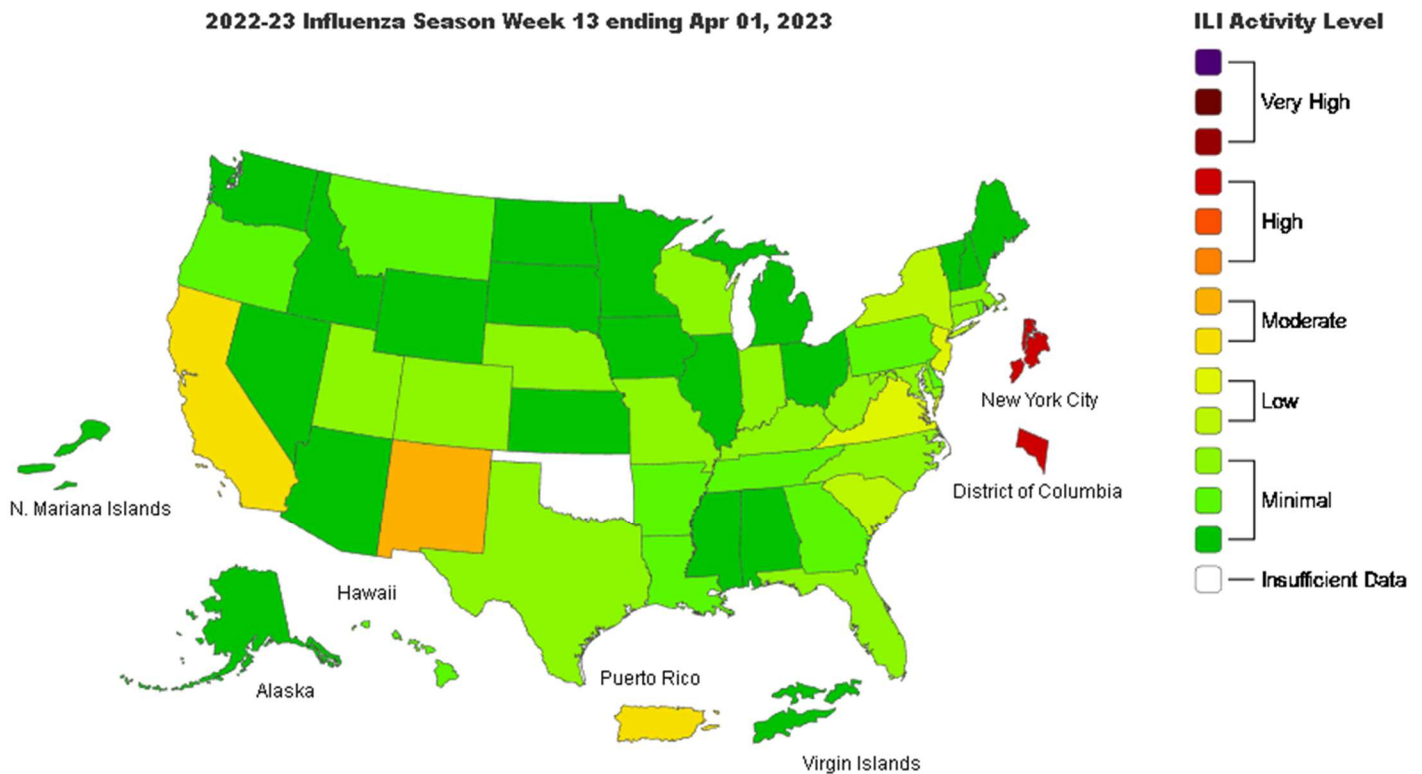 2022-23 Influenza Season Week 13 ending Apr 01, 2023
ILI Activity Level
Very High
High
Moderate
Low
Minimal
Insufficient Data
New York City
District of Columbia
N. Mariana Islands
Hawaii
Alaska
Puerto Rico
Virgin Islands